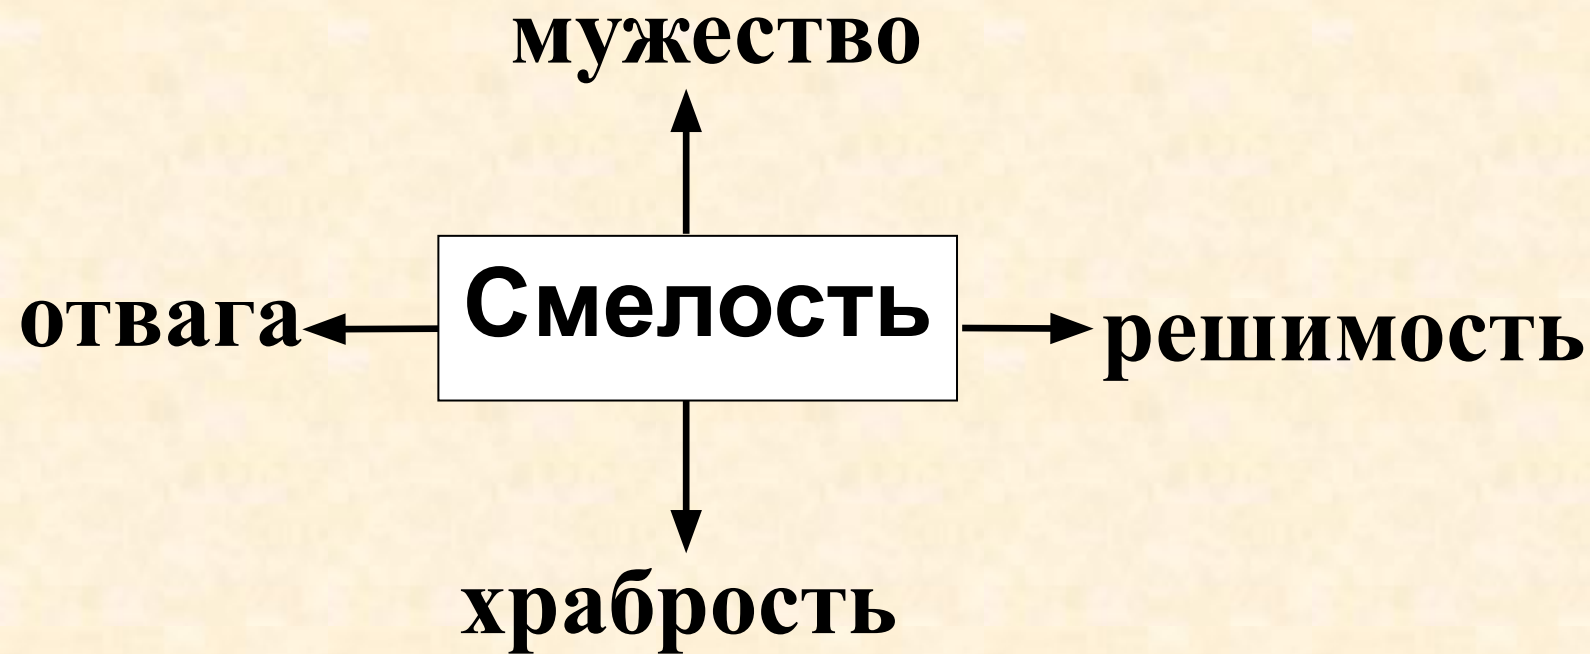 мужество
отвага
Смелость
решимость
храбрость